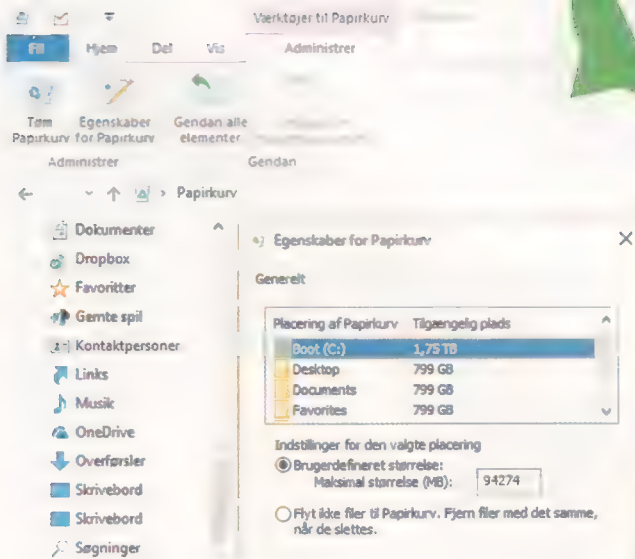 Værktøjer til Papirkurv
Fil Hjem Del Vis Administrer
Tøm Papirkurv
Egenskaber for Papirkurv
Gendan alle elementer
Administrer
Gendan
Papirkurv
Dokumenter
Dropbox
Favoritter
Gemte spil
Kontaktpersoner
Links
Musik
OneDrive
Overførsler
Skrivebord
Skrivebord
Søgninger
Egenskaber for Papirkurv
Generelt
Placering af Papirkurv Tilgængelig plads
Boot (C:) 1,75 TB
Desktop 799 GB
Documents 799 GB
Favorites 799 GB
Indstillinger for den valgte placering
Brugerdefineret størrelse:
Maksimal størrelse (MB): 94274
Flyt ikke filer til Papirkurv. Fjern filer med det samme,
når de slettes.